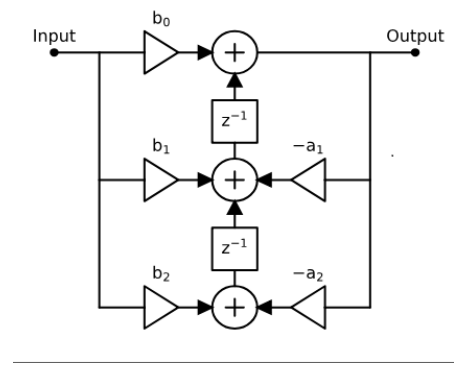 b₀
Input
Output
+
z⁻¹
b₁
−a₁
+
z⁻¹
b₂
−a₂
+